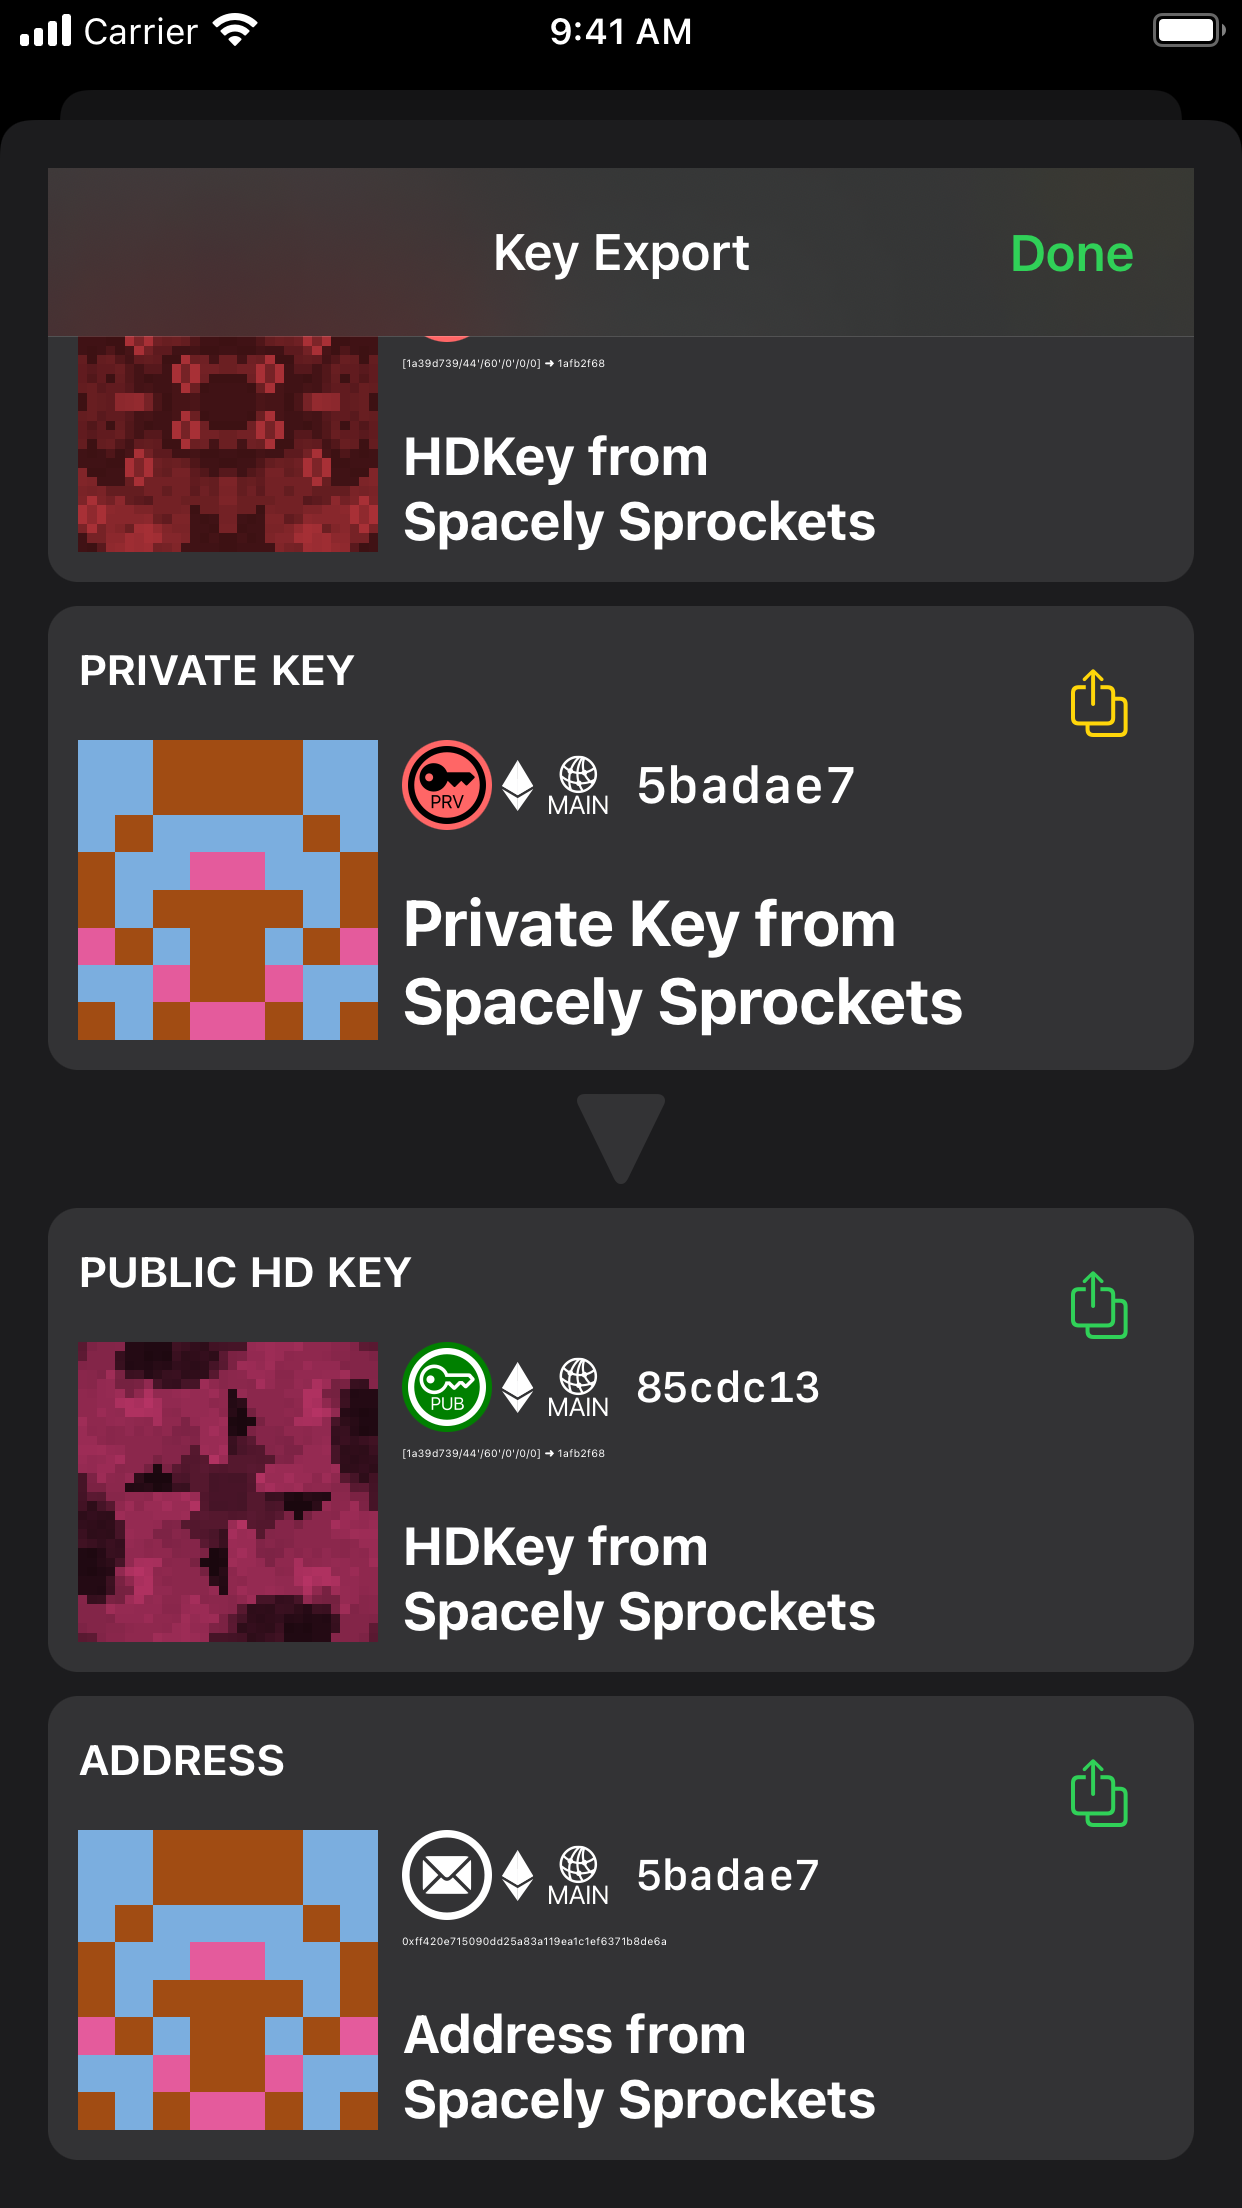 Carrier
9:41 AM
Key Export
Done
[1a39d739/44'/60'/0'/0/0] ➜ 1afb2f68
HDKey from
Spacely Sprockets
PRIVATE KEY
PRV
MAIN
5badae7
Private Key from
Spacely Sprockets
PUBLIC HD KEY
PUB
MAIN
85cdc13
[1a39d739/44'/60'/0'/0/0] ➜ 1afb2f68
HDKey from
Spacely Sprockets
ADDRESS
MAIN
5badae7
0xff420e715090dd25a83a119ea1c1ef6371b8de6a
Address from
Spacely Sprockets